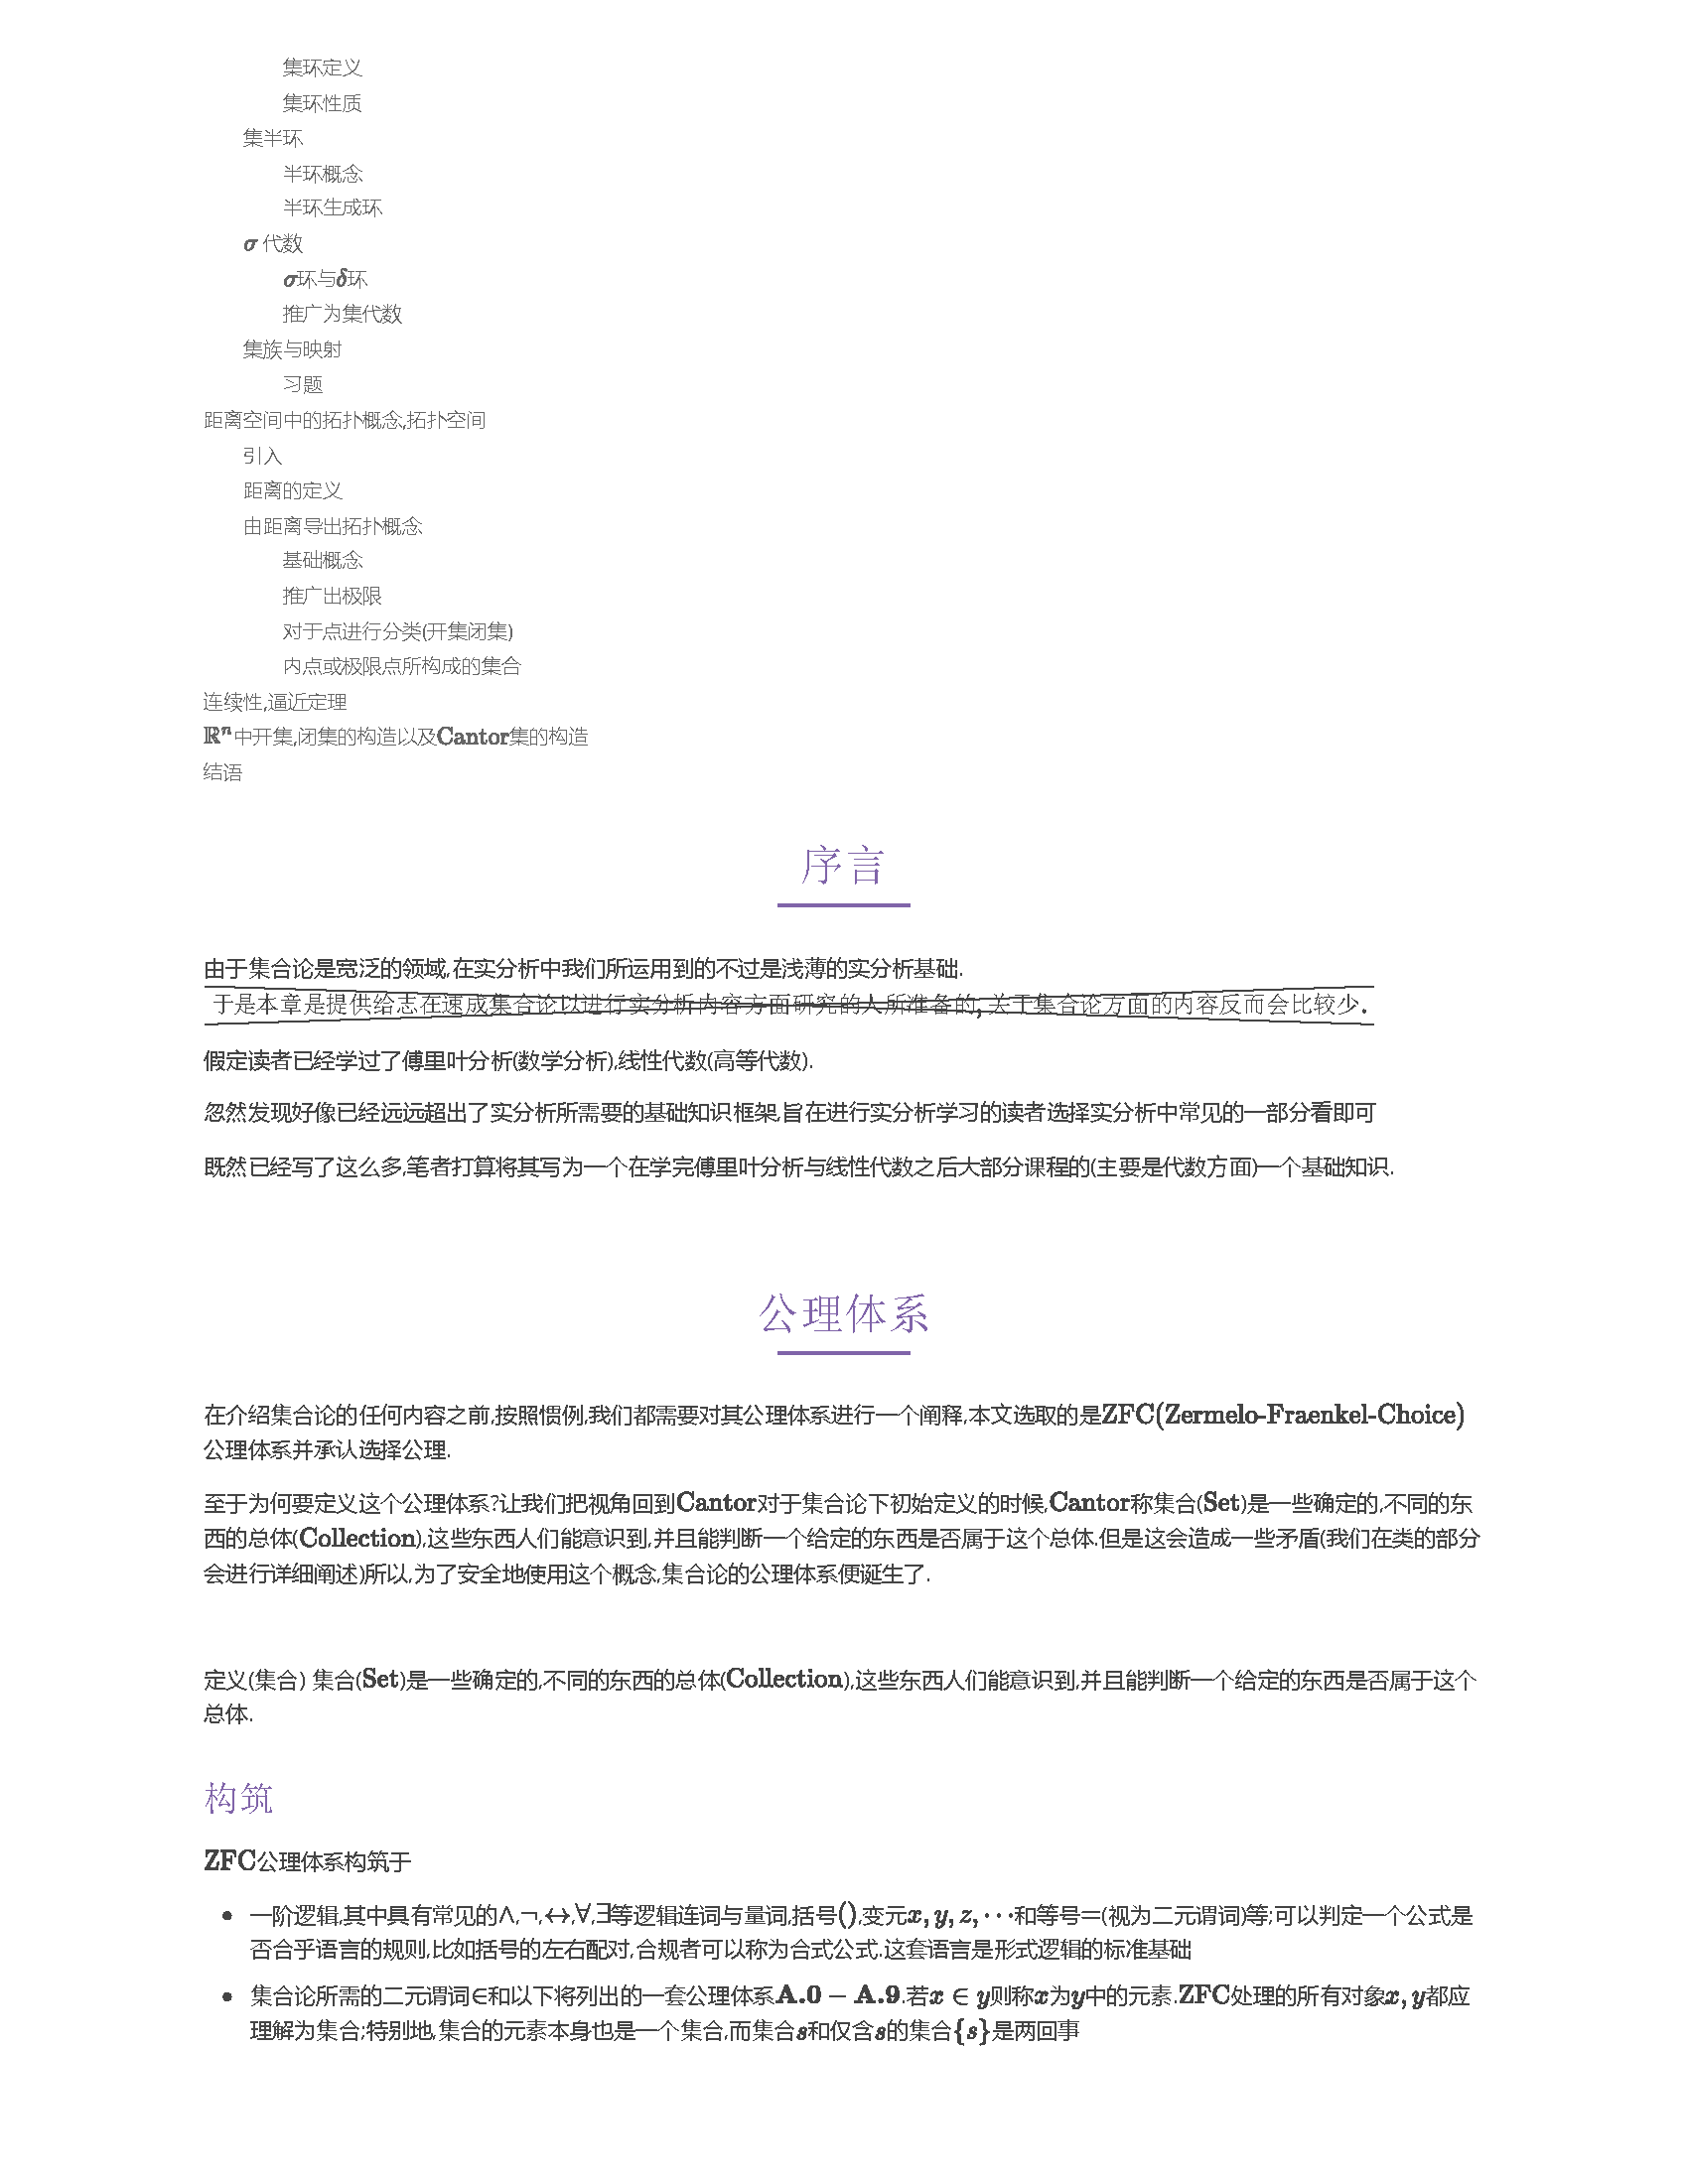 集环定义
集环性质
集半环
半环概念
半环生成环
σ 代数
σ环与δ环
推广为集代数
集族与映射
习题
距离空间中的拓扑概念,拓扑空间
引入
距离的定义
由距离导出拓扑概念
基础概念
推广出极限
对于点进行分类(开集闭集)
内点或极限点所构成的集合
连续性,逼近定理
ℝⁿ中开集,闭集的构造以及Cantor集的构造
结语
序言
由于集合论是宽泛的领域,在实分析中我们所运用到的不过是浅薄的实分析基础.
于是本章是提供给志在速成集合论以进行实分析内容方面研究的人所准备的,关于集合论方面的内容反而会比较少.
假定读者已经学过了傅里叶分析(数学分析),线性代数(高等代数).
忽然发现好像已经远远超出了实分析所需要的基础知识框架,旨在进行实分析学习的读者选择实分析中常见的一部分看即可
既然已经写了这么多,笔者打算将其写为一个在学完傅里叶分析与线性代数之后大部分课程的(主要是代数方面)一个基础知识.
公理体系
在介绍集合论的任何内容之前,按照惯例,我们都需要对其公理体系进行一个阐释,本文选取的是ZFC(Zermelo-Fraenkel-Choice)
公理体系并承认选择公理.
至于为何要定义这个公理体系?让我们把视角回到Cantor对于集合论下初始定义的时候,Cantor称集合(Set)是一些确定的,不同的东
西的总体(Collection),这些东西人们能意识到,并且能判断一个给定的东西是否属于这个总体.但是这会造成一些矛盾(我们在类的部分
会进行详细阐述)所以,为了安全地使用这个概念,集合论的公理体系便诞生了.
定义(集合) 集合(Set)是一些确定的,不同的东西的总体(Collection),这些东西人们能意识到,并且能判断一个给定的东西是否属于这个
总体.
构筑
ZFC公理体系构筑于
• 一阶逻辑,其中具有常见的∧,¬,↔,∀,∃等逻辑连词与量词,括号(),变元x, y, z, ⋯和等号=(视为二元谓词)等;可以判定一个公式是
否合乎语言的规则,比如括号的左右配对,合规者可以称为合式公式.这套语言是形式逻辑的标准基础
• 集合论所需的二元谓词∈和以下将列出的一套公理体系A.0 − A.9.若x ∈ y则称x为y中的元素.ZFC处理的所有对象x, y都应
理解为集合;特别地,集合的元素本身也是一个集合,而集合s和仅含s的集合{s}是两回事